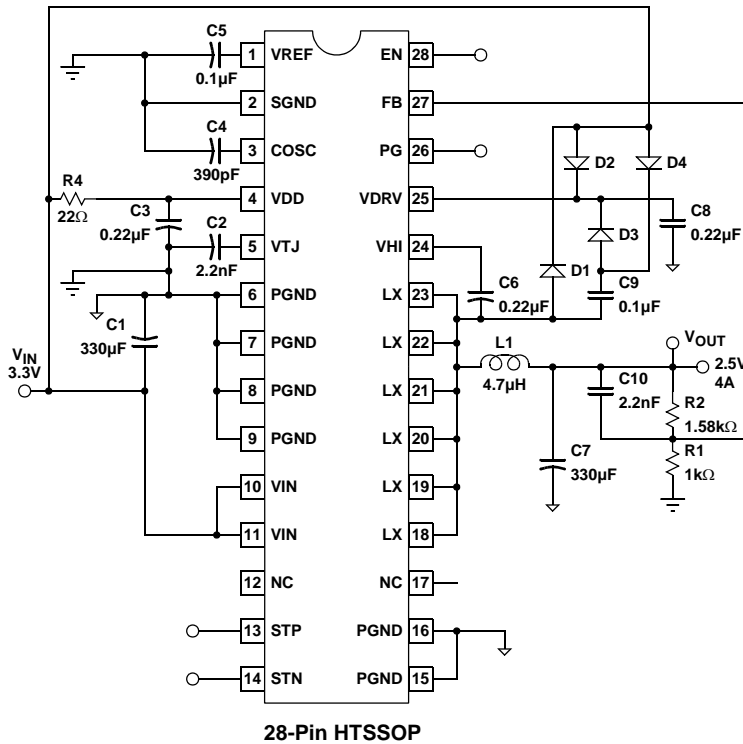 C5
0.1µF
C4
390pF
R4
22Ω
C3
0.22µF
C2
2.2nF
C1
330µF
VIN
3.3V
1 VREF
2 SGND
3 COSC
4 VDD
5 VTJ
6 PGND
7 PGND
8 PGND
9 PGND
10 VIN
11 VIN
12 NC
13 STP
14 STN
EN 28
FB 27
PG 26
VDRV 25
VHI 24
LX 23
LX 22
LX 21
LX 20
LX 19
LX 18
NC 17
PGND 16
PGND 15
D2
D4
D3
D1
C8
0.22µF
C6
0.22µF
C9
0.1µF
L1
4.7µH
VOUT
2.5V
4A
C10
2.2nF
R2
1.58kΩ
R1
1kΩ
C7
330µF
28-Pin HTSSOP